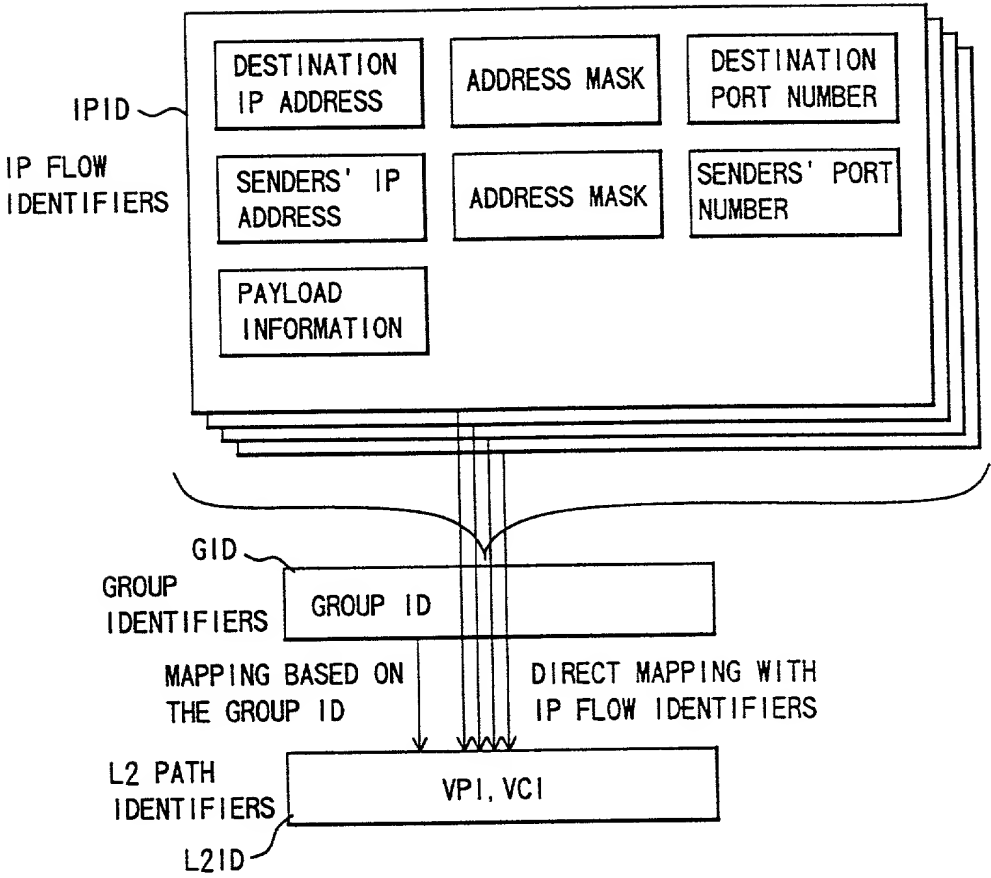 DESTINATION
IP ADDRESS
ADDRESS MASK
DESTINATION
PORT NUMBER
IPID
IP FLOW
IDENTIFIERS
SENDERS' IP
ADDRESS
ADDRESS MASK
SENDERS' PORT
NUMBER
PAYLOAD
INFORMATION
GID
GROUP
IDENTIFIERS
GROUP ID
MAPPING BASED ON
THE GROUP ID
DIRECT MAPPING WITH
IP FLOW IDENTIFIERS
L2 PATH
IDENTIFIERS
VPI, VCI
L2ID